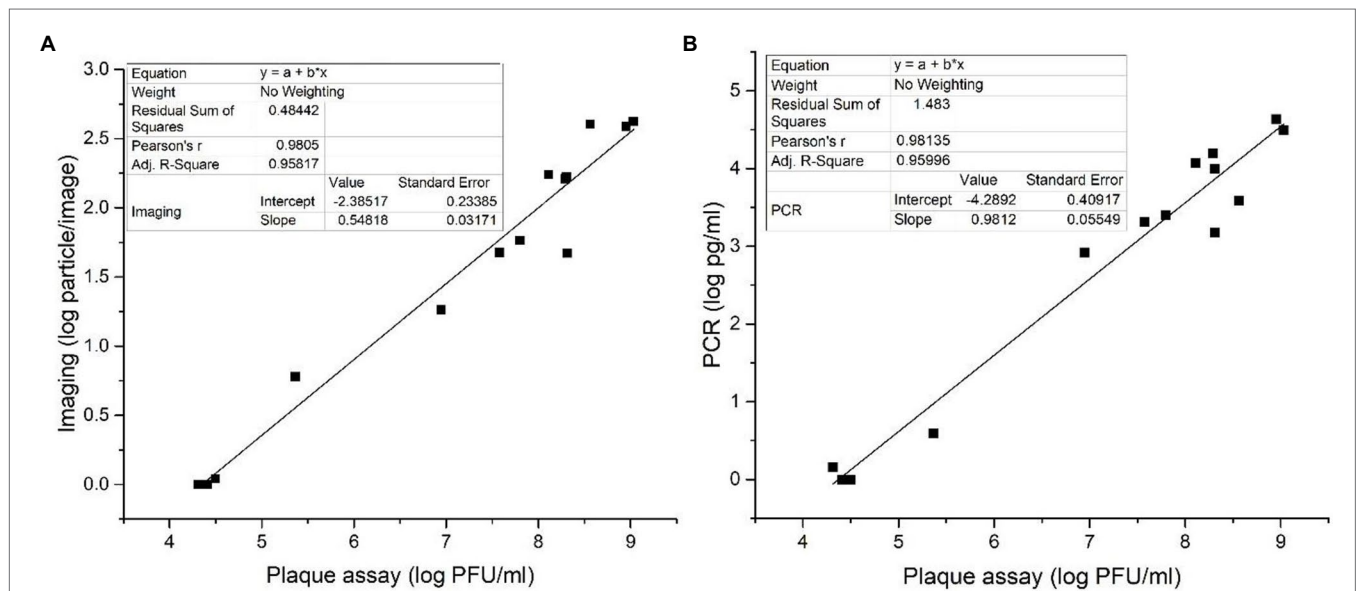 A
Equation y = a + b*x
Weight No Weighting
Residual Sum of 0.48442
Squares
Pearson's r 0.9805
Adj. R-Square 0.95817
Value Standard Error
Imaging
Intercept -2.38517 0.23385
Slope 0.54818 0.03171
3.0
2.5
2.0
1.5
1.0
0.5
0.0
Imaging (log particle/image)
4 5 6 7 8 9
Plaque assay (log PFU/ml)
B
Equation y = a + b*x
Weight No Weighting
Residual Sum of 1.483
Squares
Pearson's r 0.98135
Adj. R-Square 0.95996
Value Standard Error
PCR
Intercept -4.2892 0.40917
Slope 0.9812 0.05549
5
4
3
2
1
0
PCR (log pg/ml)
4 5 6 7 8 9
Plaque assay (log PFU/ml)